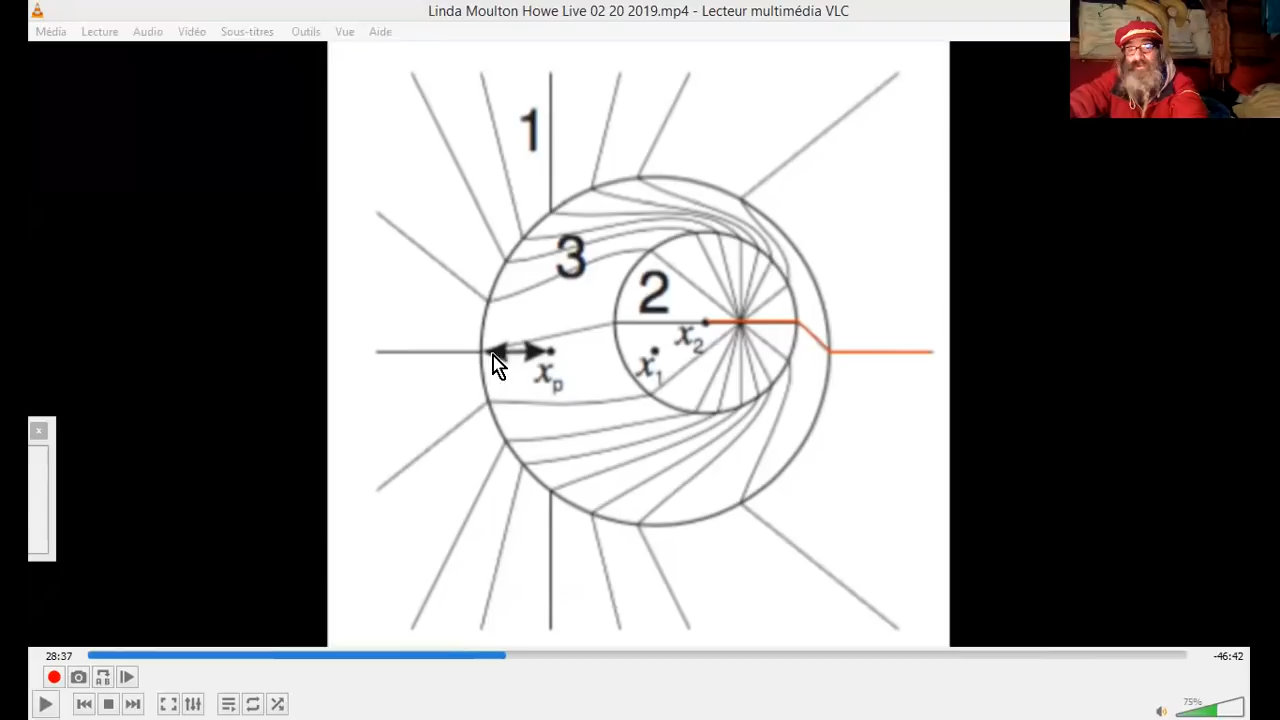 Linda Moulton Howe Live 02 20 2019.mp4 - Lecteur multimédia VLC
Média Lecture Audio Vidéo Sous-titres Outils Vue Aide
1
3
2
x2
x1
xp
x
28:37
-46:42
A B
75%